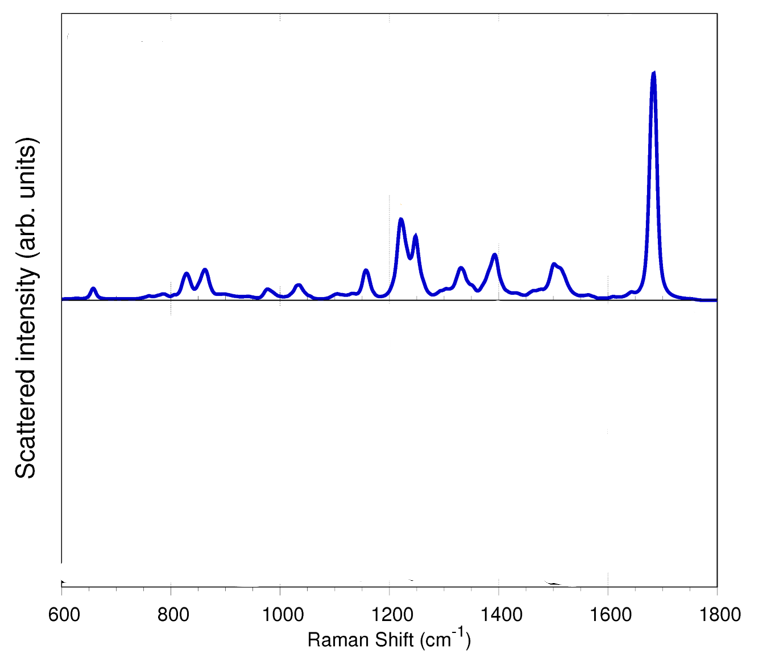 Scattered intensity (arb. units)
600 800 1000 1200 1400 1600 1800
Raman Shift (cm⁻¹)